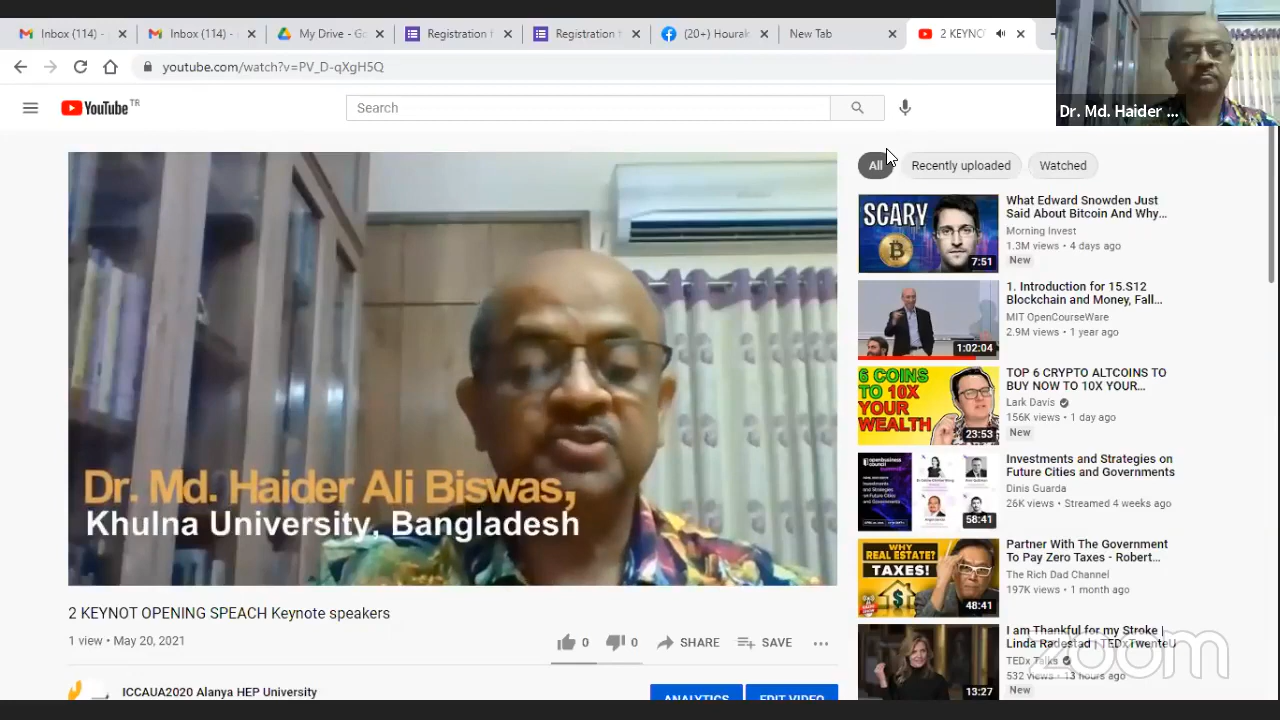 Inbox (114) -
Inbox (114) -
My Drive - Go
Registration f
Registration f
(20+) Hourak
New Tab
2 KEYNO
youtube.com/watch?v=PV_D-qXgH5Q
Dr. Md. Haider ...
YouTube TR
Search
All
Recently uploaded
Watched
Dr. Md. Haider Ali Biswas,
Khulna University, Bangladesh
2 KEYNOT OPENING SPEACH Keynote speakers
1 view • May 20, 2021
0
0
SHARE
SAVE
ICCAUA2020 Alanya HEP University
ANALYTICS
EDIT VIDEO
SCARY
7:51
What Edward Snowden Just
Said About Bitcoin And Why...
Morning Invest
1.3M views • 4 days ago
New
1:02:04
1. Introduction for 15.S12
Blockchain and Money, Fall...
MIT OpenCourseWare
2.9M views • 1 year ago
6 COINS
TO 10X
YOUR
WEALTH
23:53
TOP 6 CRYPTO ALTCOINS TO
BUY NOW TO 10X YOUR...
Lark Davis
156K views • 1 day ago
New
58:41
Investments and Strategies on
Future Cities and Governments
Dinis Guarda
26K views • Streamed 4 weeks ago
WHY
REAL ESTATE?
TAXES!
48:41
Partner With The Government
To Pay Zero Taxes - Robert...
The Rich Dad Channel
197K views • 1 month ago
13:27
I am Thankful for my Stroke |
Linda Radestad | TEDxTwenteU
TEDx Talks
532 views • 13 hours ago
New
zoom